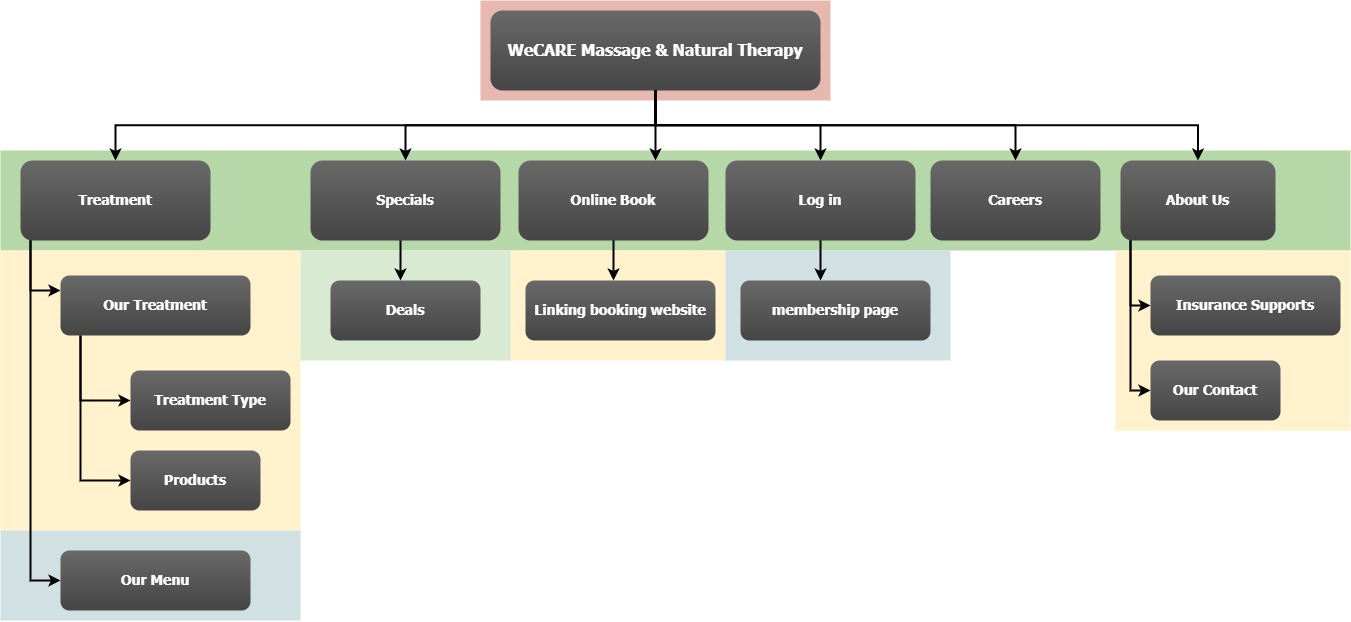 WeCARE Massage & Natural Therapy
Treatment
Specials
Online Book
Log in
Careers
About Us
Our Treatment
Deals
Linking booking website
membership page
Insurance Supports
Treatment Type
Our Contact
Products
Our Menu